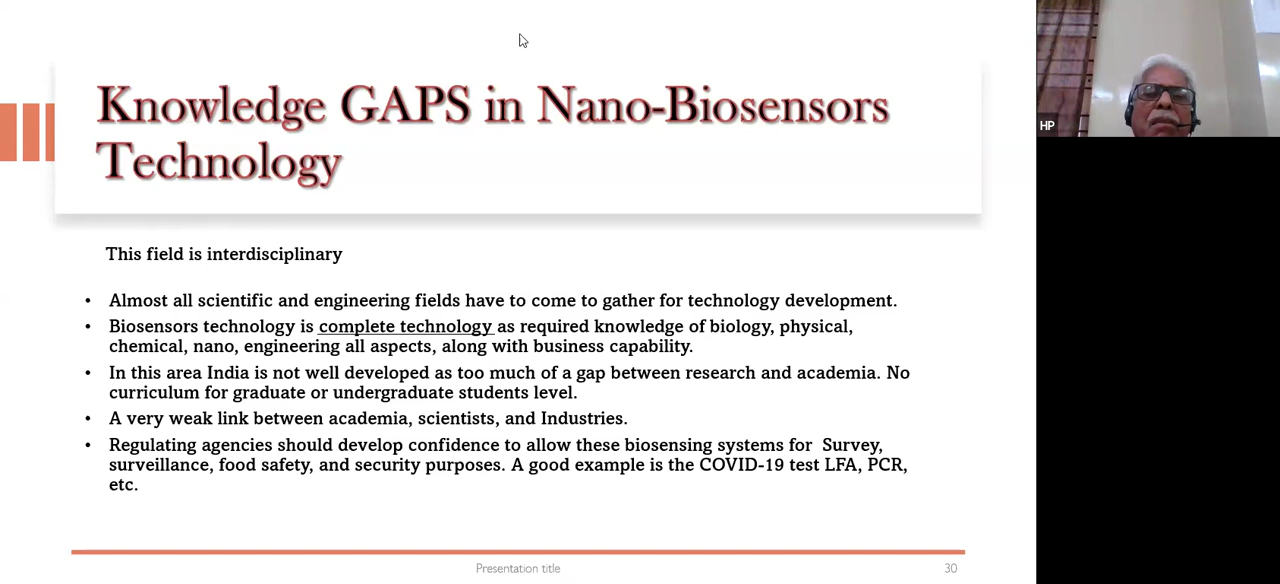 Knowledge GAPS in Nano-Biosensors
Technology
This field is interdisciplinary
• Almost all scientific and engineering fields have to come to gather for technology development.
• Biosensors technology is complete technology as required knowledge of biology, physical,
chemical, nano, engineering all aspects, along with business capability.
• In this area India is not well developed as too much of a gap between research and academia. No
curriculum for graduate or undergraduate students level.
• A very weak link between academia, scientists, and Industries.
• Regulating agencies should develop confidence to allow these biosensing systems for Survey,
surveillance, food safety, and security purposes. A good example is the COVID-19 test LFA, PCR,
etc.
Presentation title
30
HP